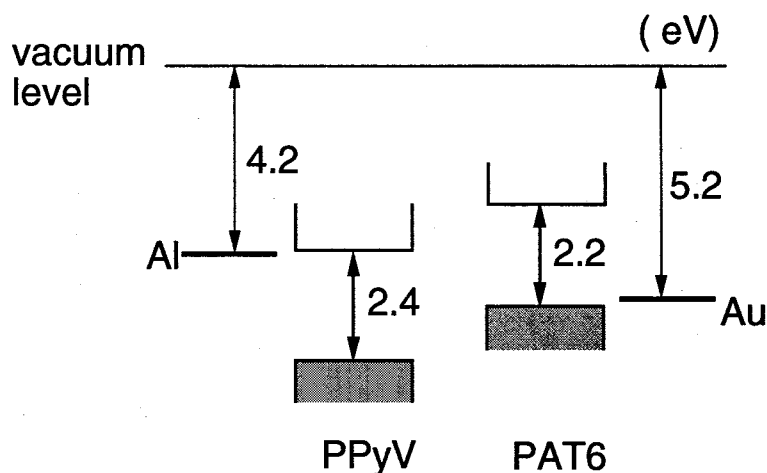 ( eV)
vacuum
level
4.2
5.2
Al
2.2
2.4
Au
PPyV
PAT6